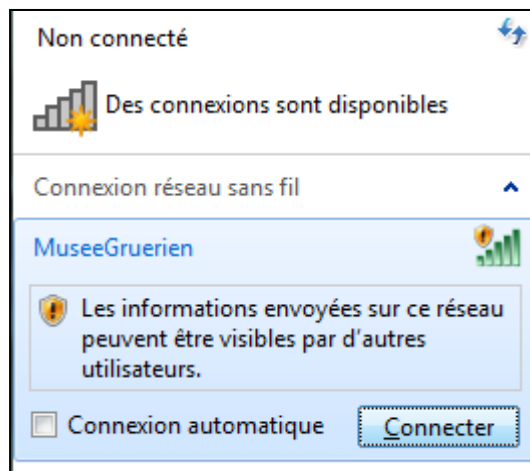 Non connecté
Des connexions sont disponibles
Connexion réseau sans fil
MuseeGruerien
Les informations envoyées sur ce réseau
peuvent être visibles par d'autres
utilisateurs.
Connexion automatique
Connecter